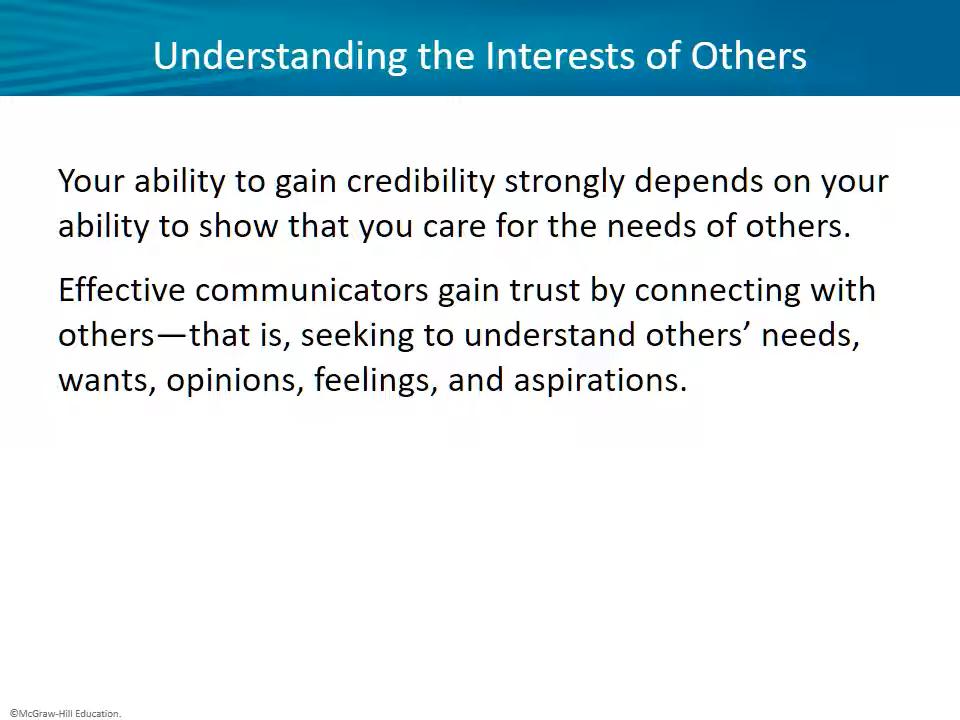 Understanding the Interests of Others
Your ability to gain credibility strongly depends on your
ability to show that you care for the needs of others.
Effective communicators gain trust by connecting with
others—that is, seeking to understand others’ needs,
wants, opinions, feelings, and aspirations.
©McGraw-Hill Education.